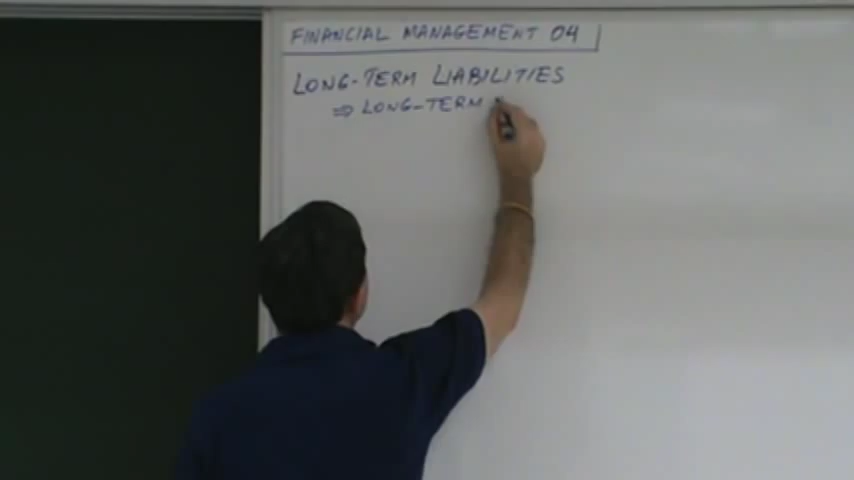 FINANCIAL MANAGEMENT 04
LONG-TERM LIABILITIES
⇒ LONG-TERM